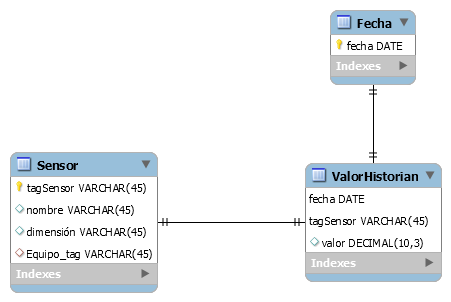 Fecha
fecha DATE
Indexes
Sensor
tagSensor VARCHAR(45)
nombre VARCHAR(45)
dimensión VARCHAR(45)
Equipo_tag VARCHAR(45)
Indexes
ValorHistorian
fecha DATE
tagSensor VARCHAR(45)
valor DECIMAL(10,3)
Indexes